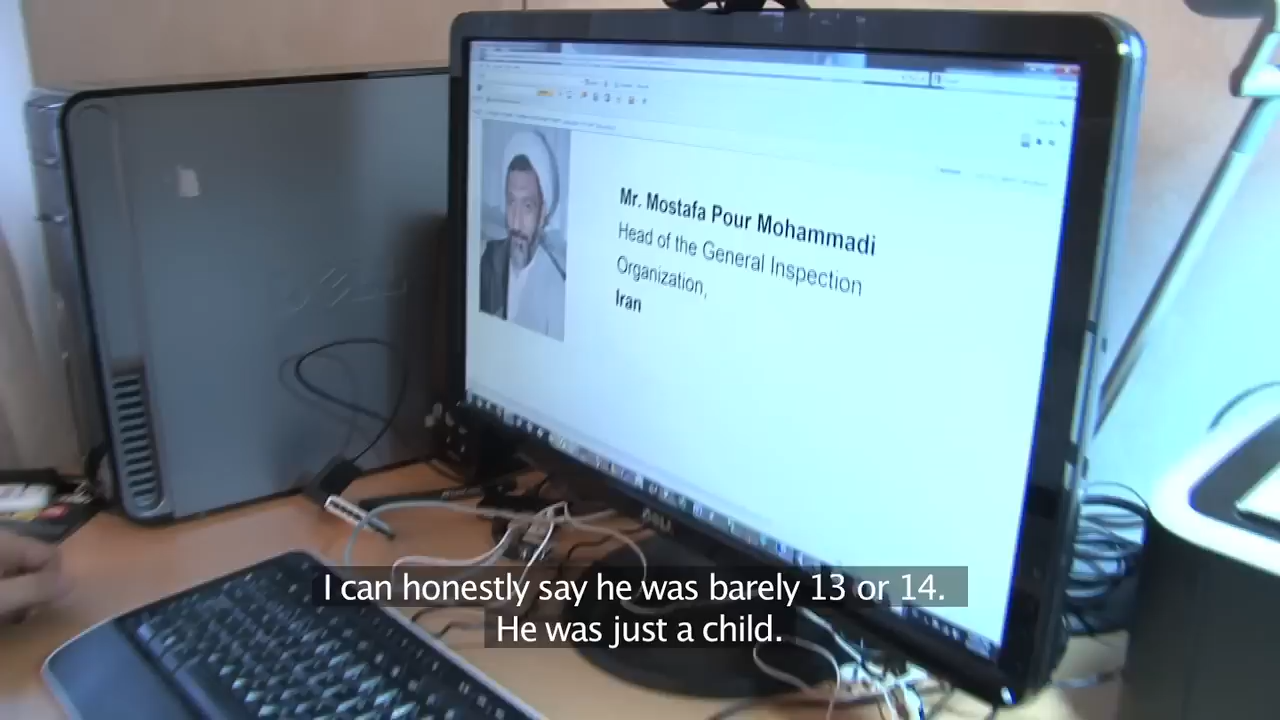 Mr. Mostafa Pour Mohammadi
Head of the General Inspection
Organization,
Iran
DELL
I can honestly say he was barely 13 or 14.
He was just a child.